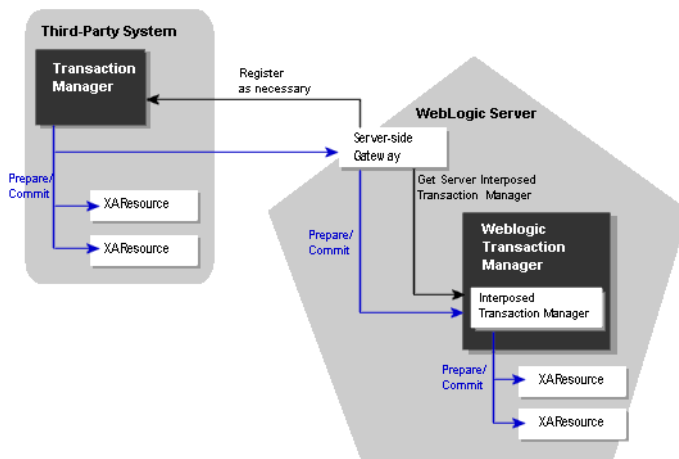 Third-Party System
Transaction
Manager
Register
as necessary
WebLogic Server
Server-side
Gateway
Prepare/
Commit
XAResource
XAResource
Get Server Interposed
Transaction Manager
Prepare/
Commit
Weblogic
Transaction
Manager
Interposed
Transaction Manager
Prepare/
Commit
XAResource
XAResource